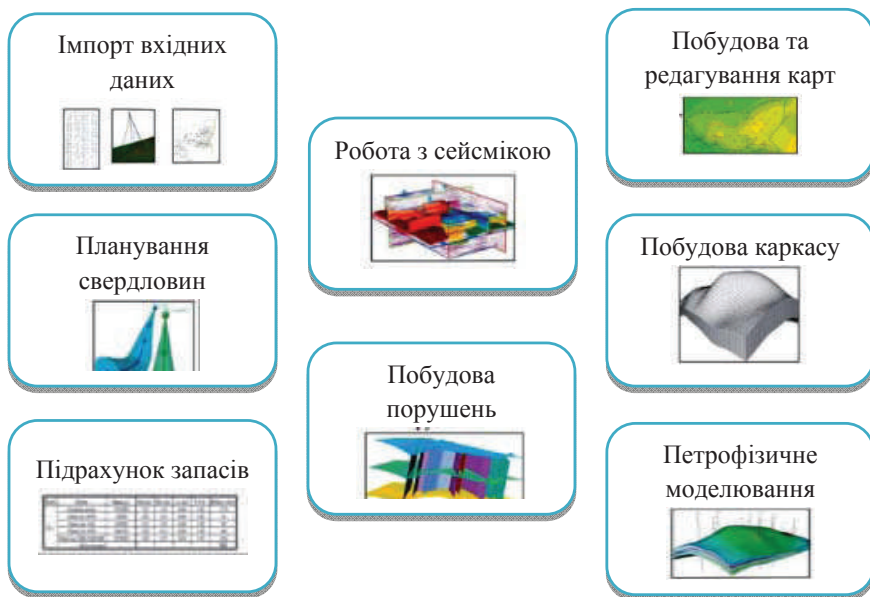 Імпорт вхідних
даних
Побудова та
редагування карт
Робота з сейсмікою
Планування
свердловин
Побудова каркасу
Побудова
порушень
Підрахунок запасів
Петрофізичне
моделювання